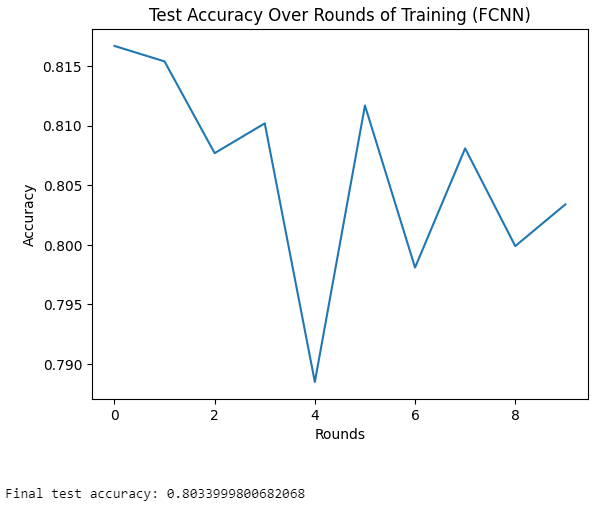 Test Accuracy Over Rounds of Training (FCNN)
0.815
0.810
0.805
0.800
0.795
0.790
Accuracy
0 2 4 6 8
Rounds
Final test accuracy: 0.8033999800682068